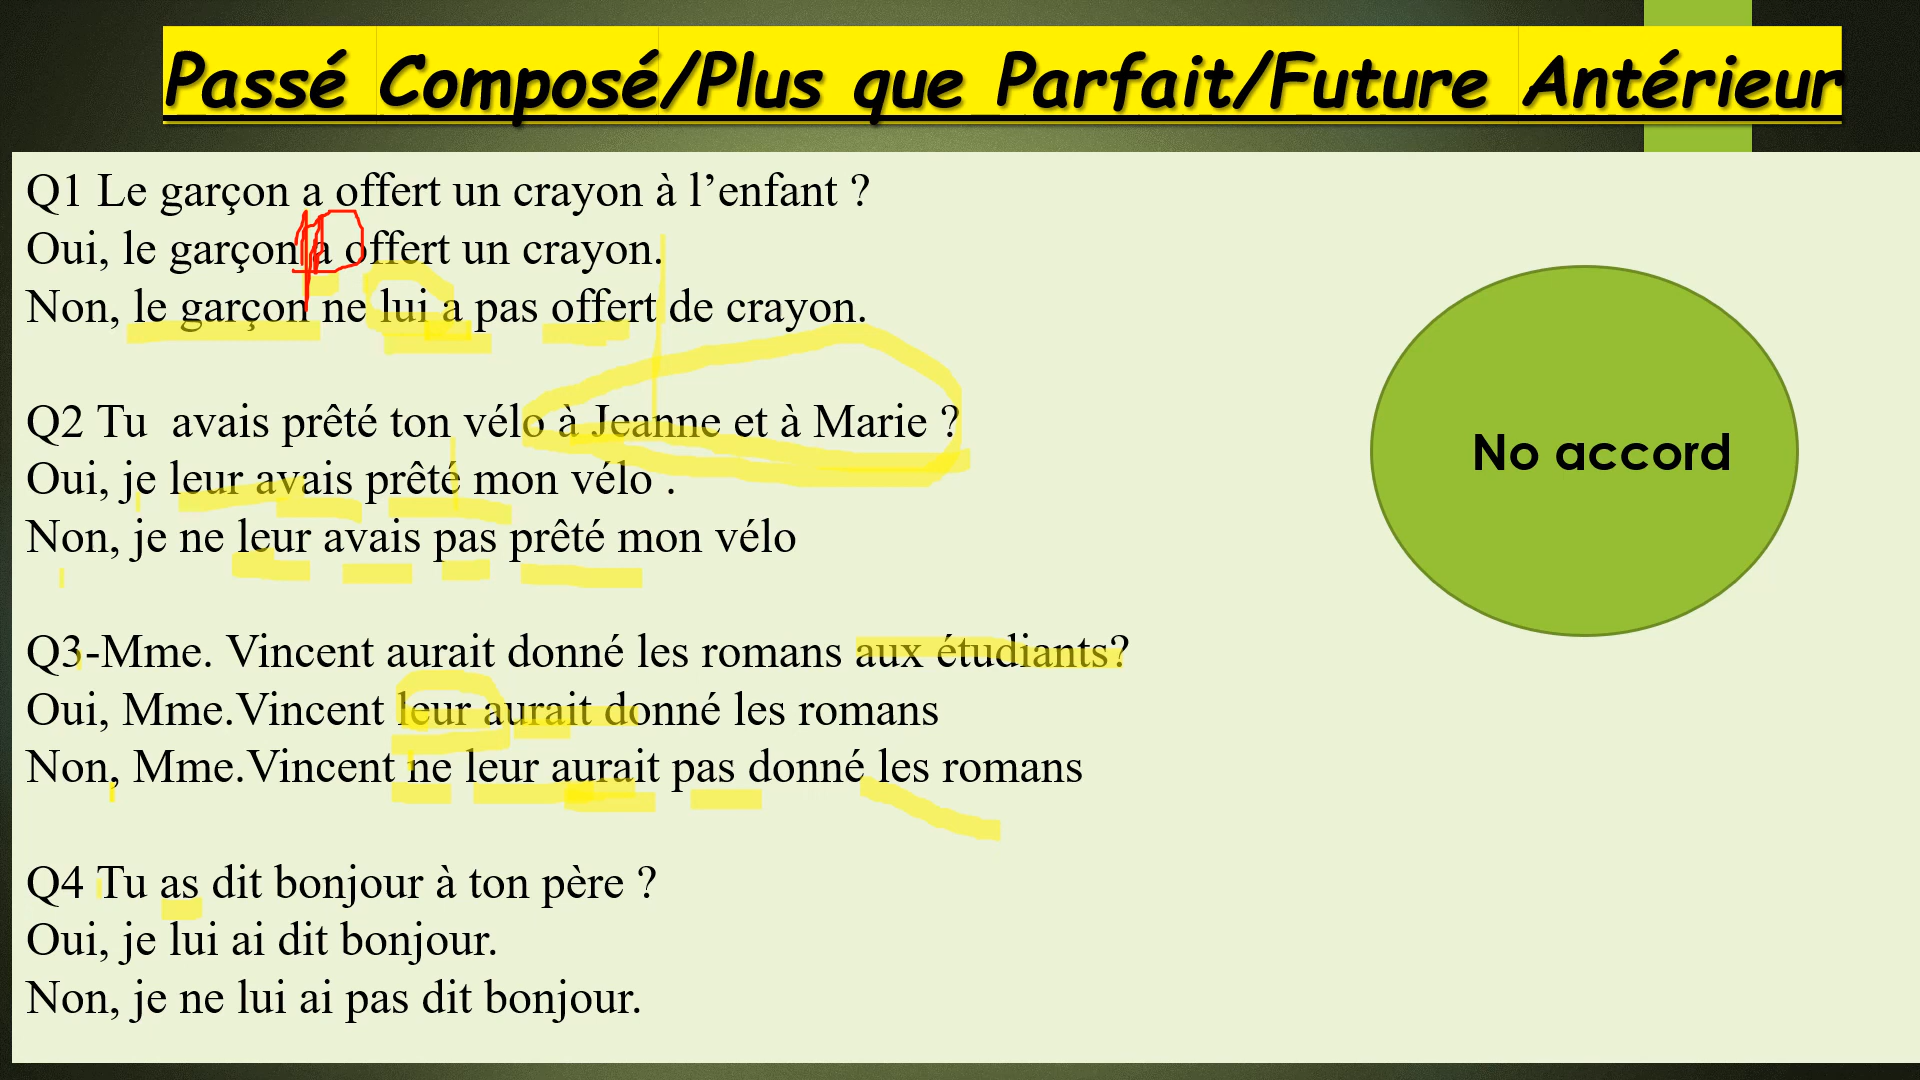 Passé Composé/Plus que Parfait/Future Antérieur
Q1 Le garçon a offert un crayon à l’enfant ?
Oui, le garçon a offert un crayon.
Non, le garçon ne lui a pas offert de crayon.
Q2 Tu  avais prêté ton vélo à Jeanne et à Marie ?
Oui, je leur avais prêté mon vélo .
Non, je ne leur avais pas prêté mon vélo
Q3-Mme. Vincent aurait donné les romans aux étudiants?
Oui, Mme.Vincent leur aurait donné les romans
Non, Mme.Vincent ne leur aurait pas donné les romans
Q4 Tu as dit bonjour à ton père ?
Oui, je lui ai dit bonjour.
Non, je ne lui ai pas dit bonjour.
No accord